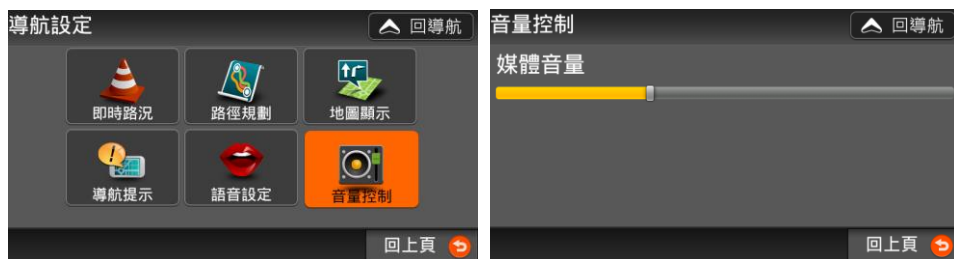 導航設定
回導航
即時路況
路徑規劃
地圖顯示
導航提示
語音設定
音量控制
回上頁
音量控制
回導航
媒體音量
回上頁